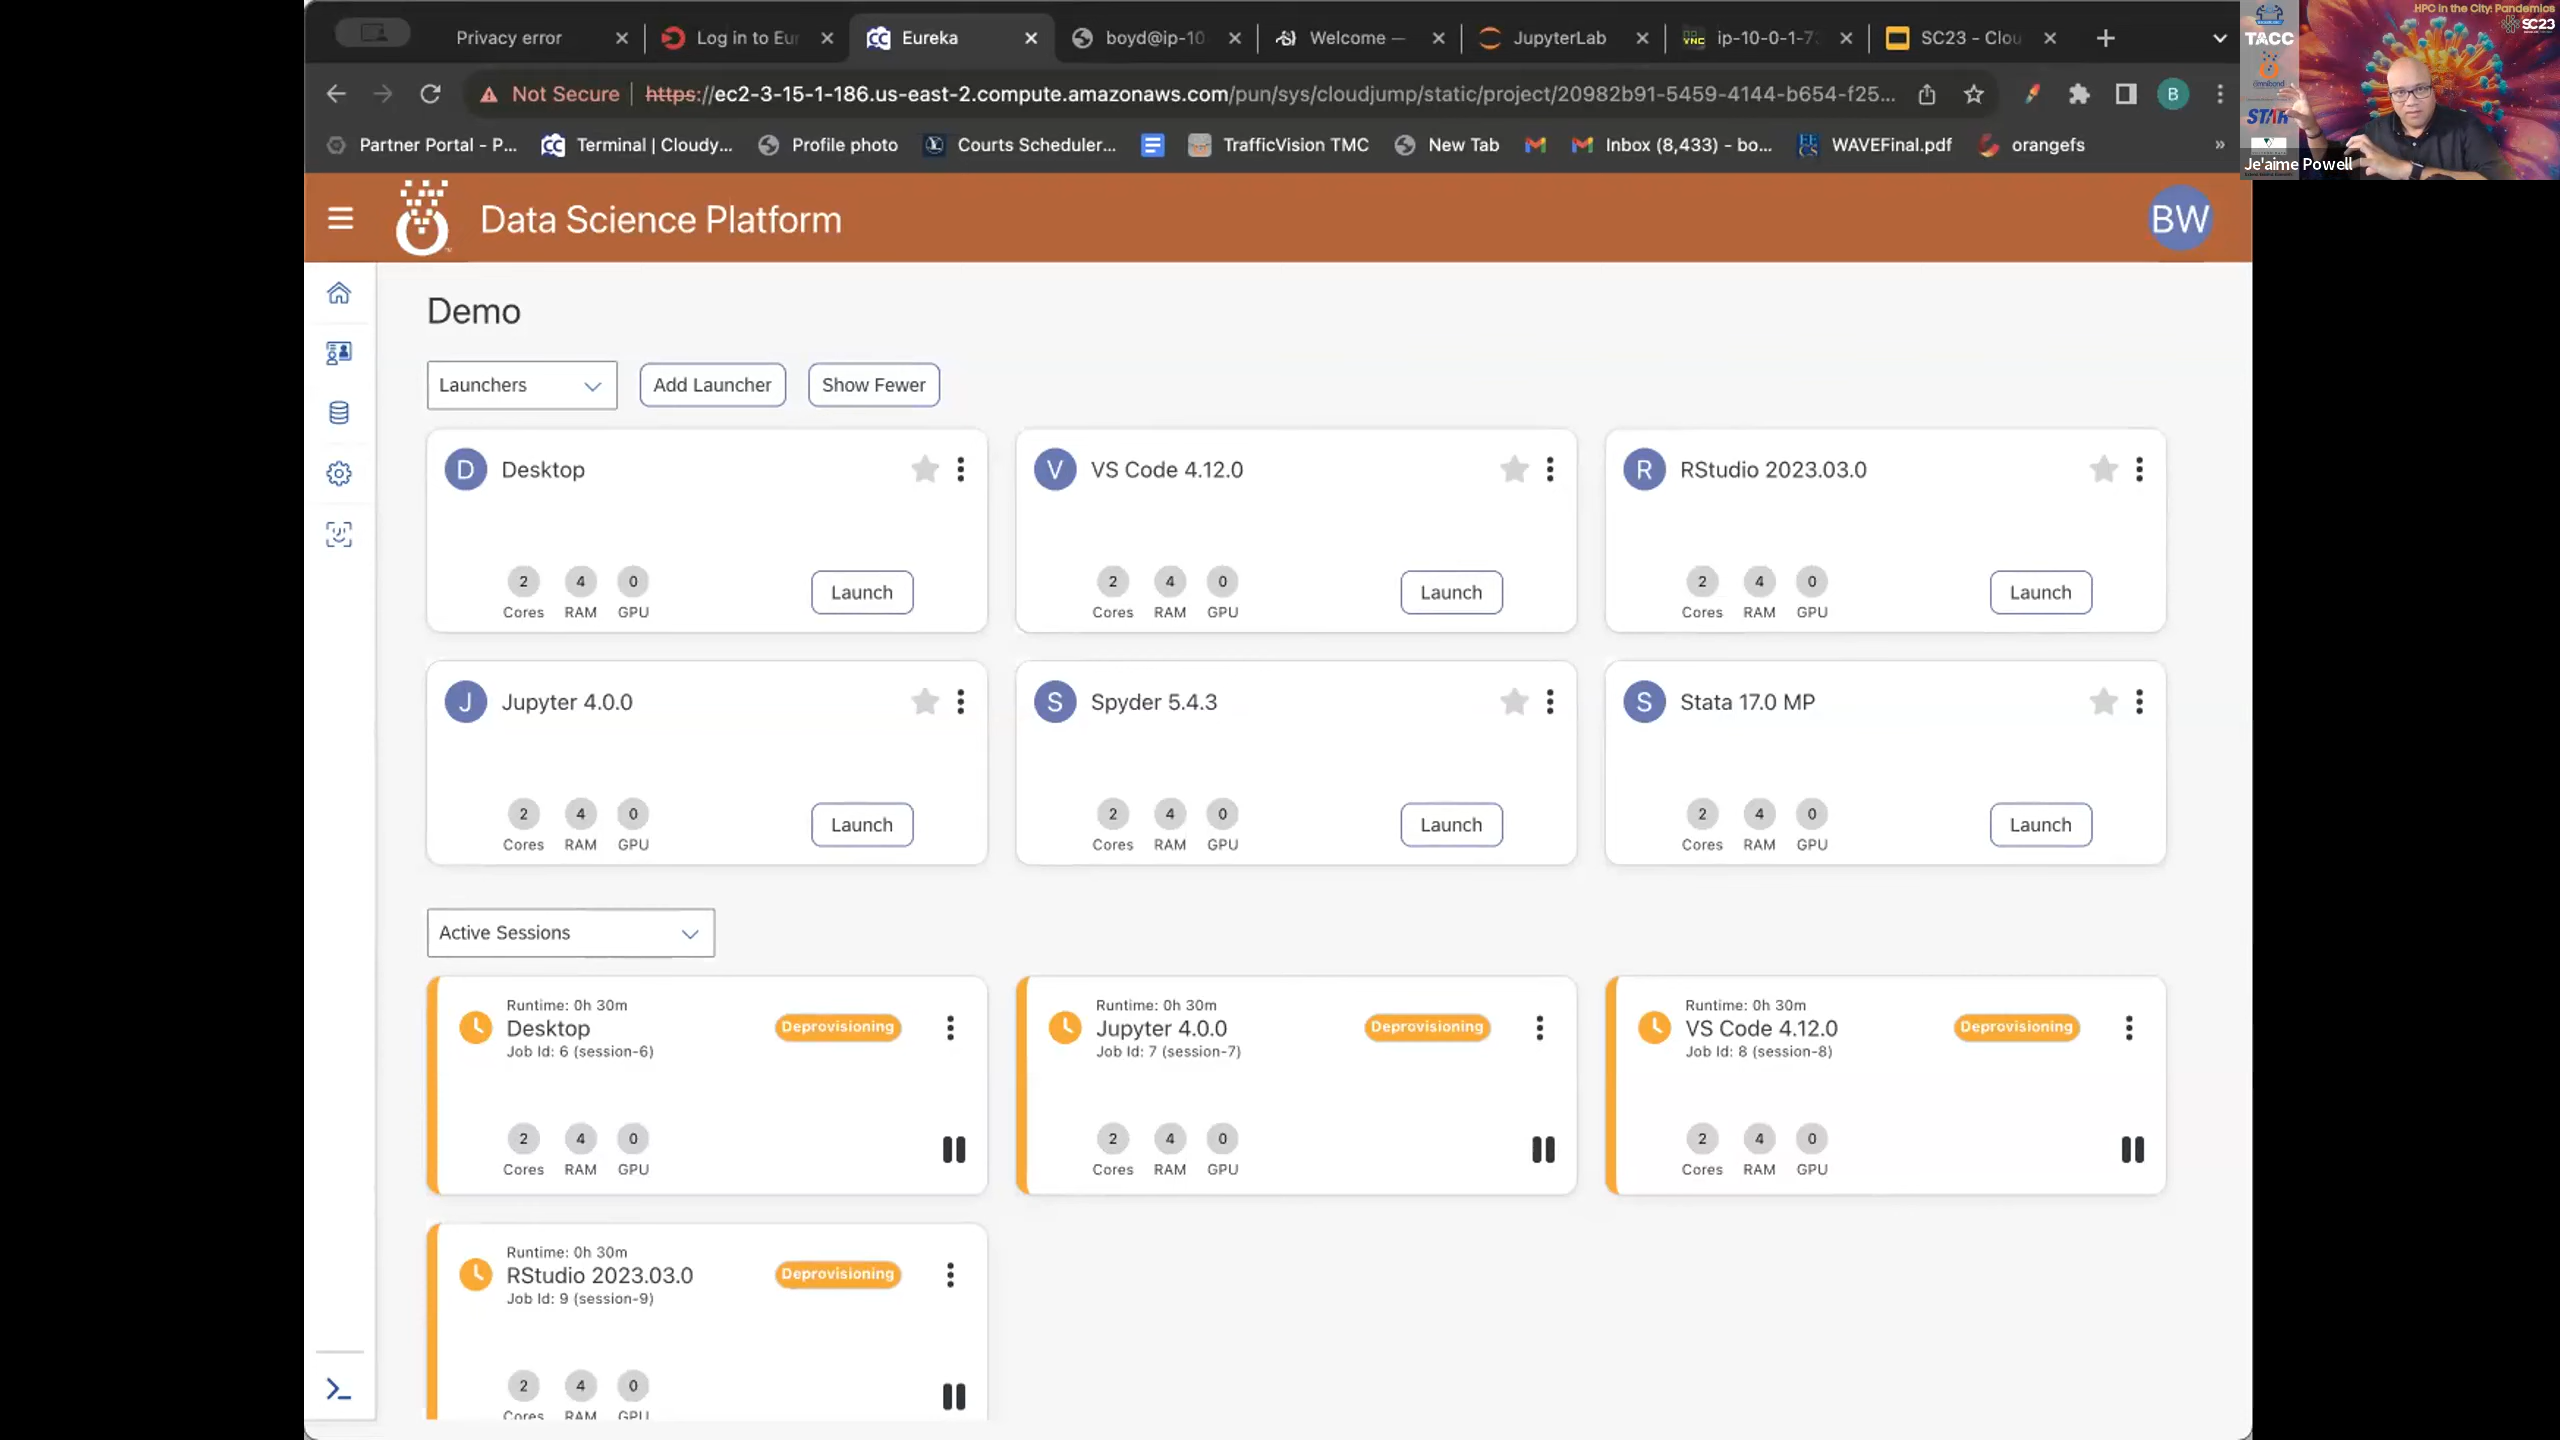 Privacy error
Log in to Eur
Eureka
boyd@ip-10
Welcome —
JupyterLab
ip-10-0-1-7
SC23 - Clou
Not Secure
https://ec2-3-15-1-186.us-east-2.compute.amazonaws.com/pun/sys/cloudjump/static/project/20982b91-5459-4144-b654-f25...
B
Partner Portal - P...
Terminal | Cloudy...
Profile photo
Courts Scheduler...
TrafficVision TMC
New Tab
Inbox (8,433) - bo...
WAVEFinal.pdf
orangefs
»
HPC in the City: Pandemics
SC23
TACC
omnibond
STAR
Je'aime Powell
Data Science Platform
BW
Demo
Launchers
Add Launcher
Show Fewer
D Desktop
2 4 0
Cores RAM GPU
Launch
V VS Code 4.12.0
2 4 0
Cores RAM GPU
Launch
R RStudio 2023.03.0
2 4 0
Cores RAM GPU
Launch
J Jupyter 4.0.0
2 4 0
Cores RAM GPU
Launch
S Spyder 5.4.3
2 4 0
Cores RAM GPU
Launch
S Stata 17.0 MP
2 4 0
Cores RAM GPU
Launch
Active Sessions
Runtime: 0h 30m
Desktop
Deprovisioning
Job Id: 6 (session-6)
2 4 0
Cores RAM GPU
Runtime: 0h 30m
Jupyter 4.0.0
Deprovisioning
Job Id: 7 (session-7)
2 4 0
Cores RAM GPU
Runtime: 0h 30m
VS Code 4.12.0
Deprovisioning
Job Id: 8 (session-8)
2 4 0
Cores RAM GPU
Runtime: 0h 30m
RStudio 2023.03.0
Deprovisioning
Job Id: 9 (session-9)
2 4 0
Cores RAM GPU